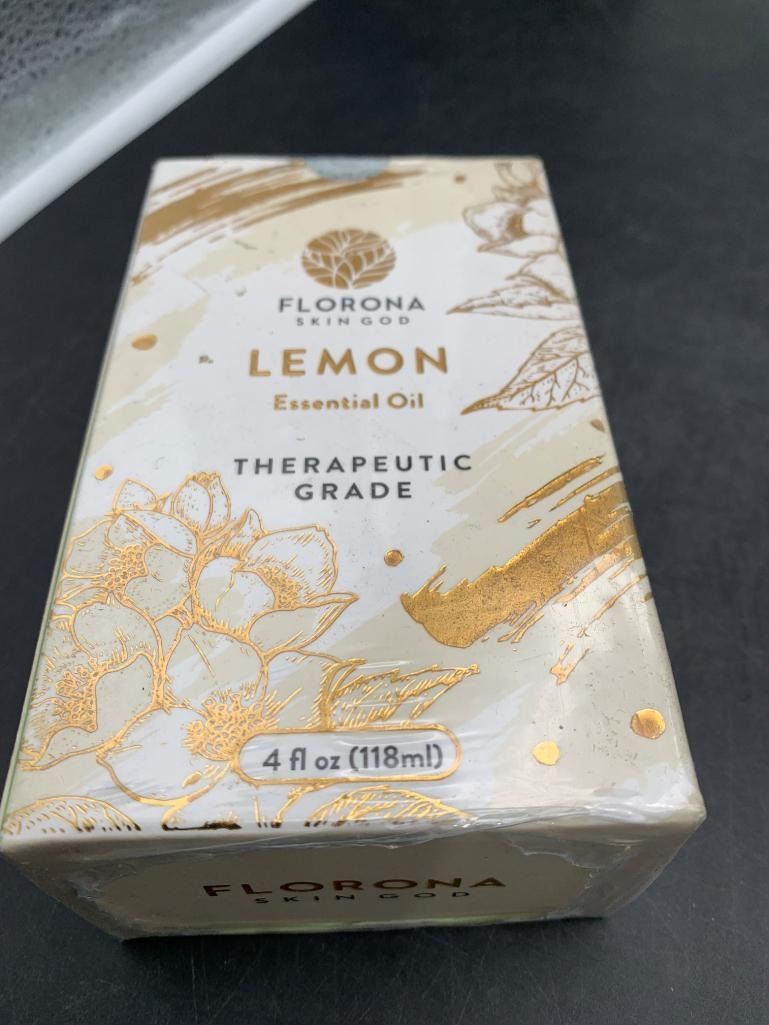 FLORONA
SKIN GOD
LEMON
Essential Oil
THERAPEUTIC
GRADE
4 fl oz (118ml)
FLORONA
SKIN GOD